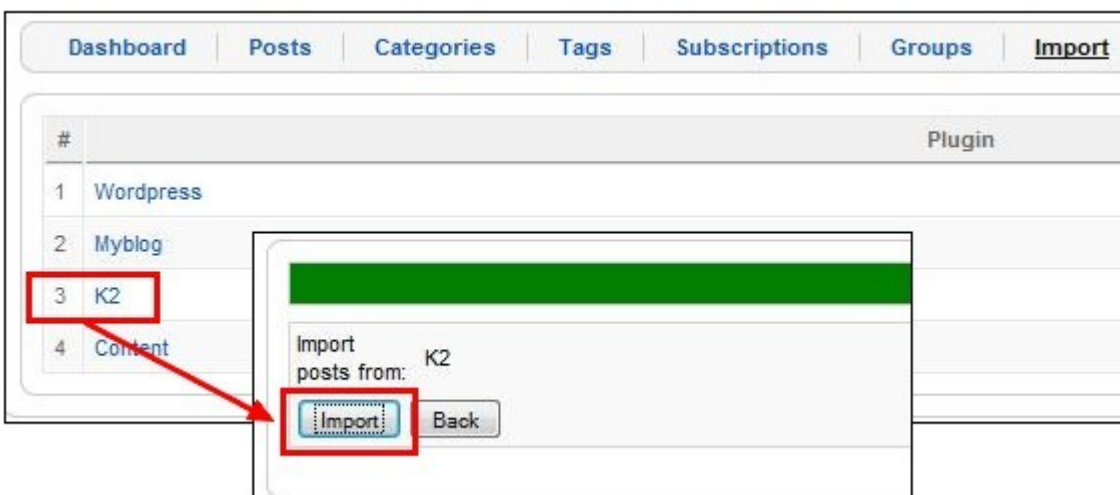 Dashboard Posts Categories Tags Subscriptions Groups Import
# Plugin
1 Wordpress
2 Myblog
3 K2
4 Content
Import
posts from: K2
Import Back